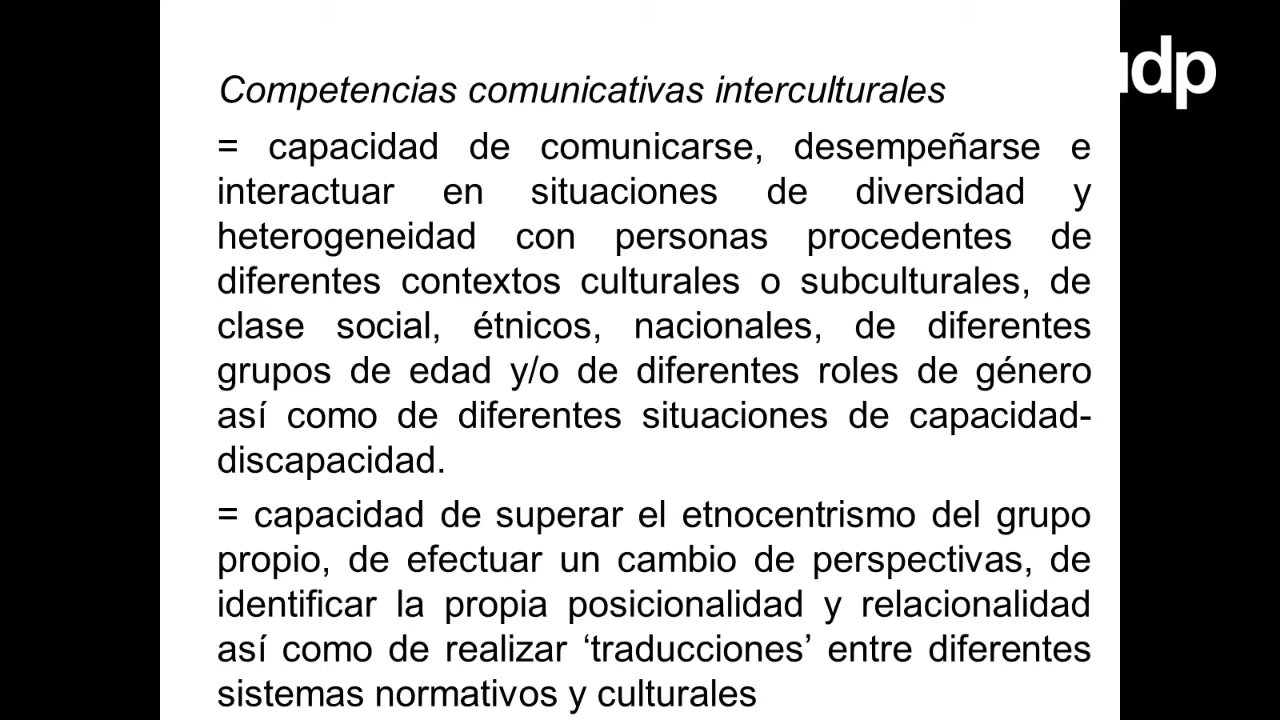 udp
Competencias comunicativas interculturales
= capacidad de comunicarse, desempeñarse e
interactuar en situaciones de diversidad y
heterogeneidad con personas procedentes de
diferentes contextos culturales o subculturales, de
clase social, étnicos, nacionales, de diferentes
grupos de edad y/o de diferentes roles de género
así como de diferentes situaciones de capacidad-
discapacidad.
= capacidad de superar el etnocentrismo del grupo
propio, de efectuar un cambio de perspectivas, de
identificar la propia posicionalidad y relacionalidad
así como de realizar ‘traducciones’ entre diferentes
sistemas normativos y culturales